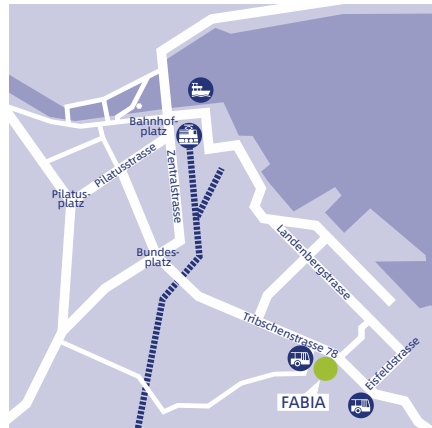 Bahnhof-
platz
Pilatusstrasse
Zentralstrasse
Pilatus-
platz
Bundes-
platz
Landenbergstrasse
Tribschenstrasse 78
Eisfeldstrasse
FABIA